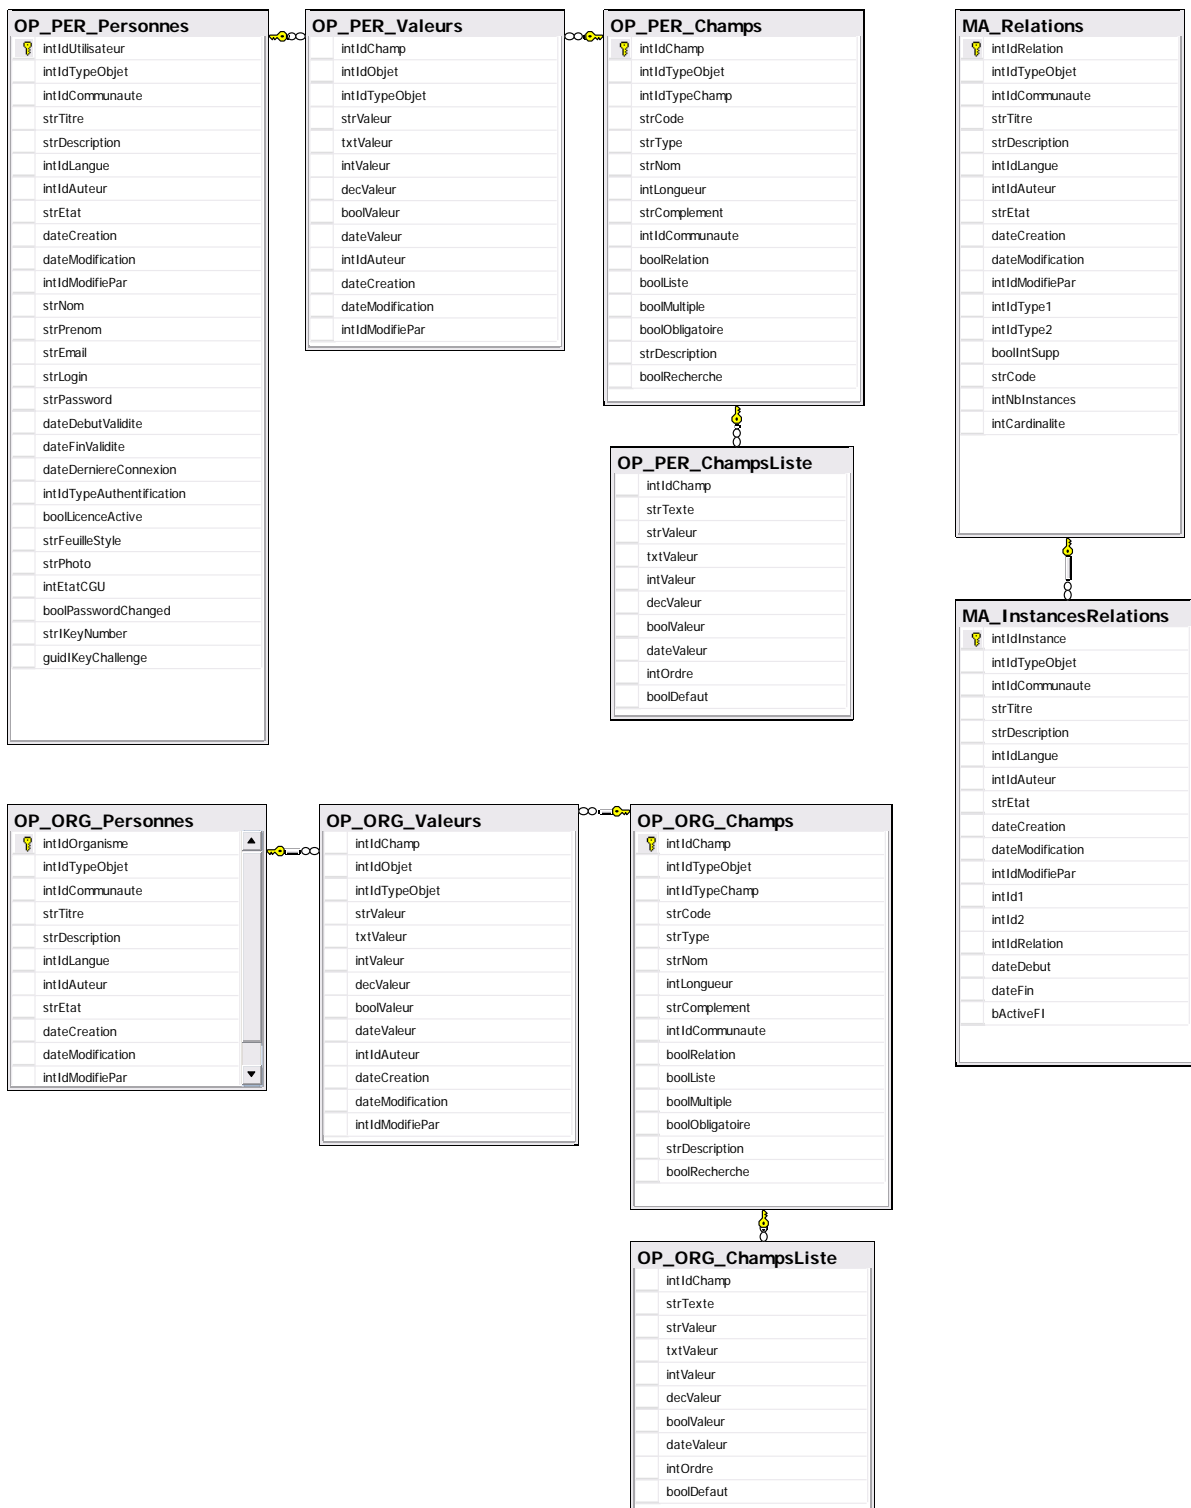 OP_PER_Personnes
intIdUtilisateur
intIdTypeObjet
intIdCommunaute
strTitre
strDescription
intIdLangue
intIdAuteur
strEtat
dateCreation
dateModification
intIdModifiePar
strNom
strPrenom
strEmail
strLogin
strPassword
dateDebutValidite
dateFinValidite
dateDerniereConnexion
intIdTypeAuthentification
boolLicenceActive
strFeuilleStyle
strPhoto
intEtatCGU
boolPasswordChanged
strIKeyNumber
guidIKeyChallenge
OP_PER_Valeurs
intIdChamp
intIdObjet
intIdTypeObjet
strValeur
txtValeur
intValeur
decValeur
boolValeur
dateValeur
intIdAuteur
dateCreation
dateModification
intIdModifiePar
OP_PER_Champs
intIdChamp
intIdTypeObjet
intIdTypeChamp
strCode
strType
strNom
intLongueur
strComplement
intIdCommunaute
boolRelation
boolListe
boolMultiple
boolObligatoire
strDescription
boolRecherche
OP_PER_ChampsListe
intIdChamp
strTexte
strValeur
txtValeur
intValeur
decValeur
boolValeur
dateValeur
intOrdre
boolDefaut
MA_Relations
intIdRelation
intIdTypeObjet
intIdCommunaute
strTitre
strDescription
intIdLangue
intIdAuteur
strEtat
dateCreation
dateModification
intIdModifiePar
intIdType1
intIdType2
boolIntSupp
strCode
intNbInstances
intCardinalite
MA_InstancesRelations
intIdInstance
intIdTypeObjet
intIdCommunaute
strTitre
strDescription
intIdLangue
intIdAuteur
strEtat
dateCreation
dateModification
intIdModifiePar
intId1
intId2
intIdRelation
dateDebut
dateFin
bActiveFI
OP_ORG_Personnes
intIdOrganisme
intIdTypeObjet
intIdCommunaute
strTitre
strDescription
intIdLangue
intIdAuteur
strEtat
dateCreation
dateModification
intIdModifiePar
OP_ORG_Valeurs
intIdChamp
intIdObjet
intIdTypeObjet
strValeur
txtValeur
intValeur
decValeur
boolValeur
dateValeur
intIdAuteur
dateCreation
dateModification
intIdModifiePar
OP_ORG_Champs
intIdChamp
intIdTypeObjet
intIdTypeChamp
strCode
strType
strNom
intLongueur
strComplement
intIdCommunaute
boolRelation
boolListe
boolMultiple
boolObligatoire
strDescription
boolRecherche
OP_ORG_ChampsListe
intIdChamp
strTexte
strValeur
txtValeur
intValeur
decValeur
boolValeur
dateValeur
intOrdre
boolDefaut